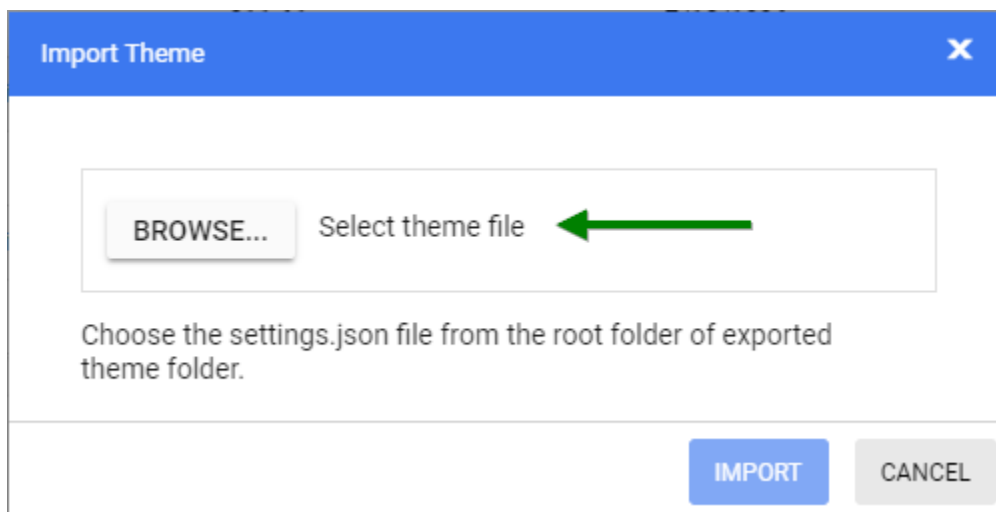 Import Theme
BROWSE... Select theme file
Choose the settings.json file from the root folder of exported
theme folder.
IMPORT CANCEL